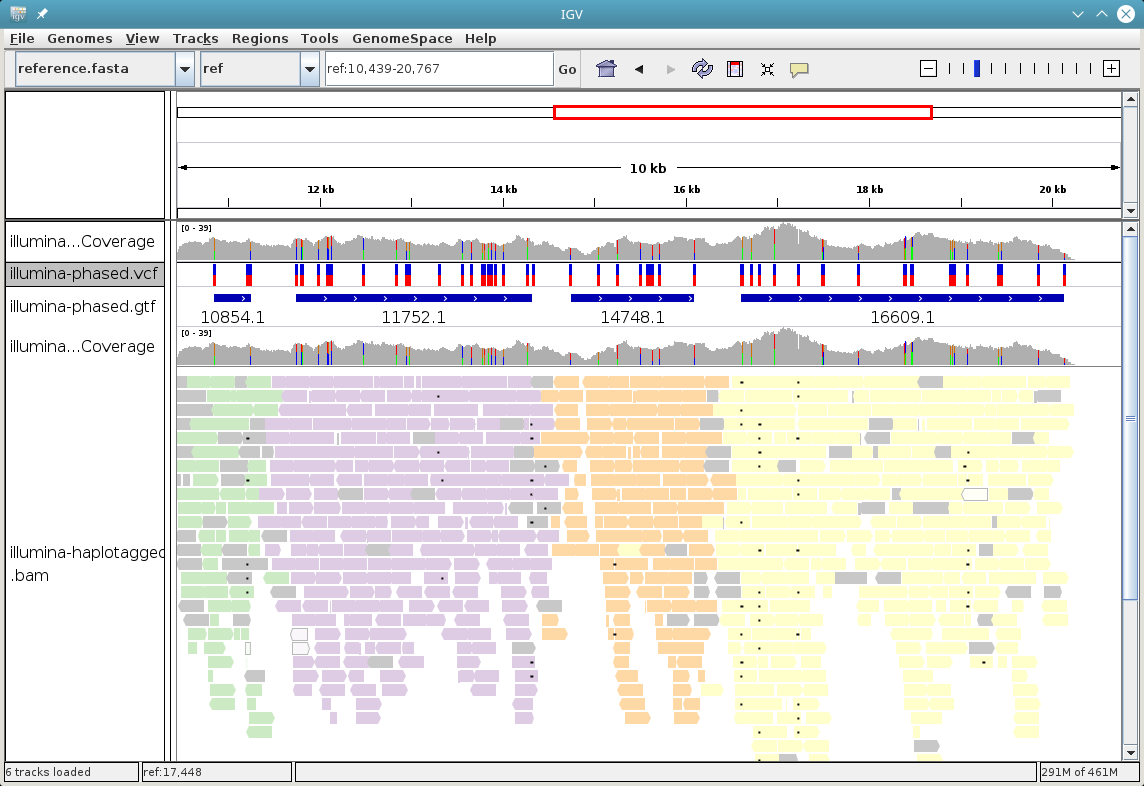 IGV
File Genomes View Tracks Regions Tools GenomeSpace Help
reference.fasta ref ref:10,439-20,767 Go
10 kb
12 kb 14 kb 16 kb 18 kb 20 kb
[0 - 39]
illumina...Coverage
illumina-phased.vcf
illumina-phased.gtf
10854.1 11752.1 14748.1 16609.1
[0 - 39]
illumina...Coverage
illumina-haplotagged
.bam
6 tracks loaded ref:17,448 291M of 461M